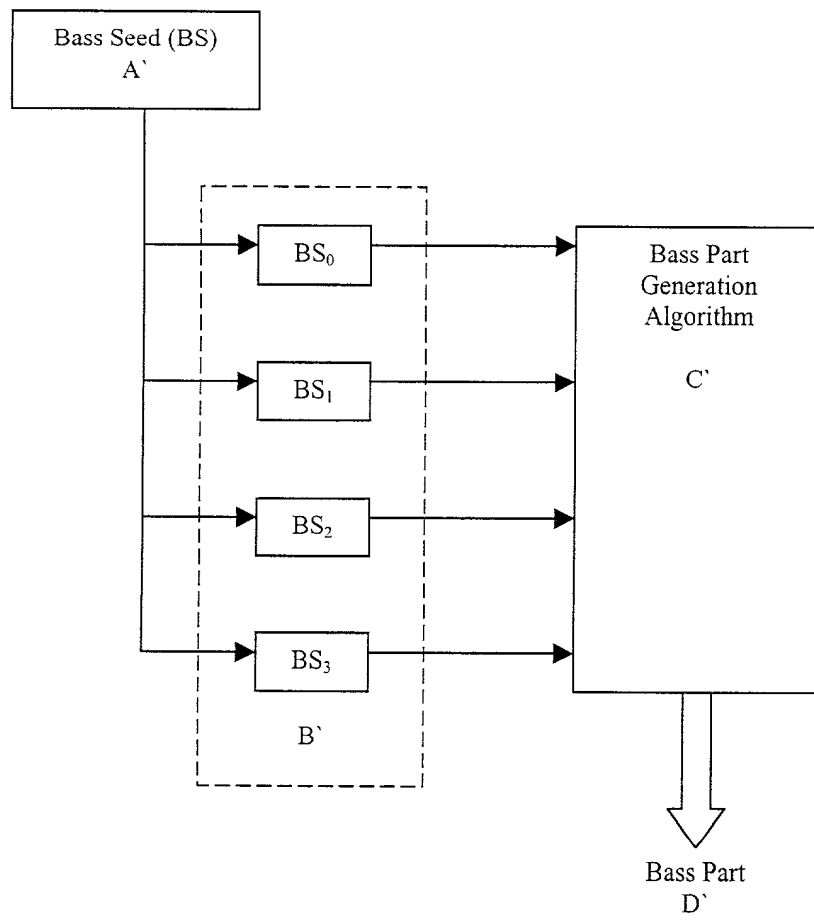 Bass Seed (BS)
A`
BS₀
BS₁
BS₂
BS₃
B`
Bass Part
Generation
Algorithm
C`
Bass Part
D`